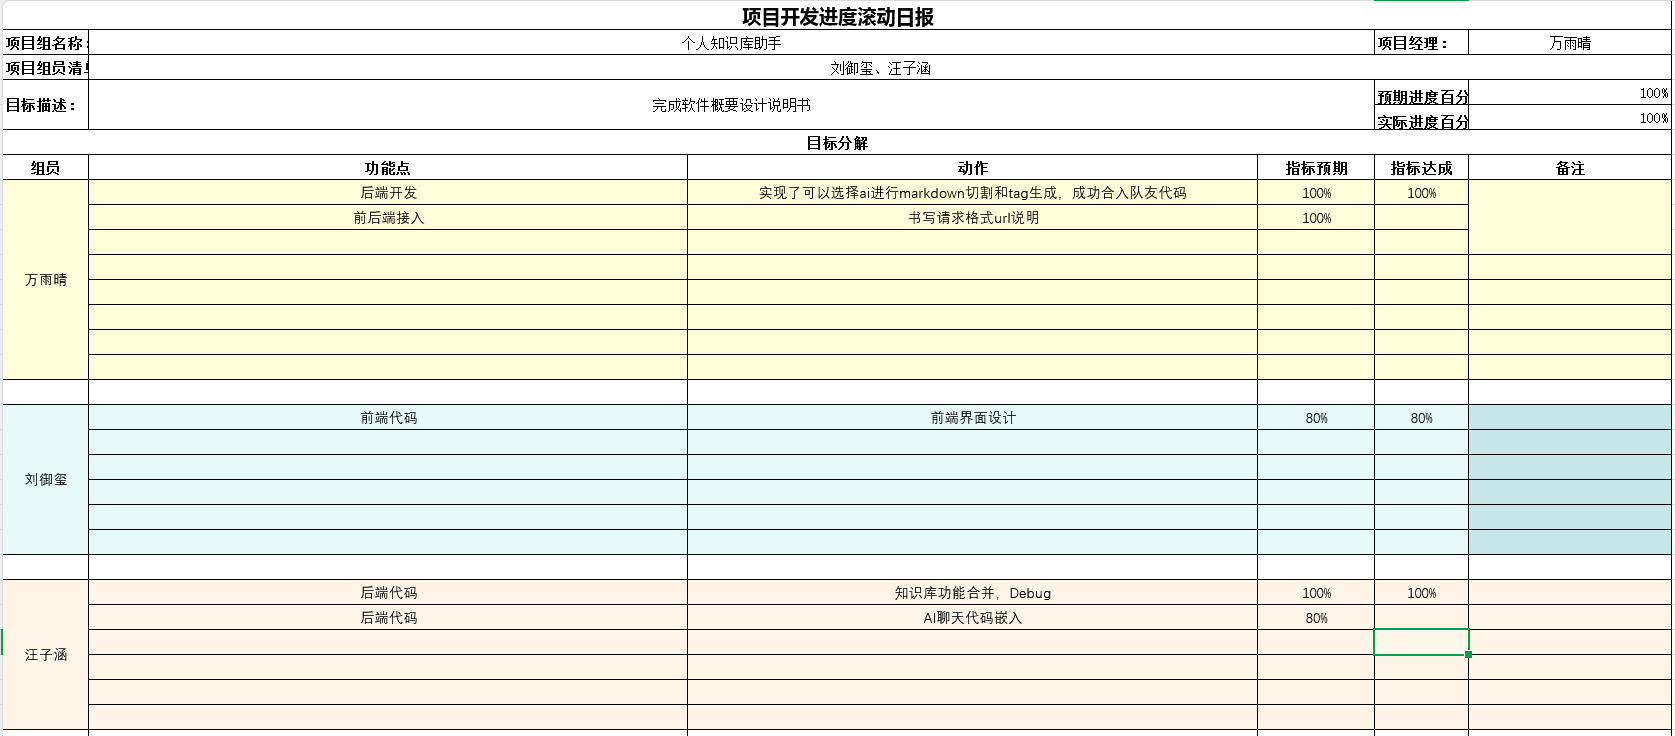 项目开发进度滚动日报
项目组名称: 个人知识库助手 项目经理: 万雨晴
项目组员清 刘御玺、汪子涵
目标描述: 完成软件概要设计说明书 预期进度百分 100%
实际进度百分 100%
目标分解
组员 功能点 动作 指标预期 指标达成 备注
万雨晴
后端开发 实现了可以选择ai进行markdown切割和tag生成，成功合入队友代码 100% 100%
前后端接入 书写请求格式url说明 100%
刘御玺
前端代码 前端界面设计 80% 80%
汪子涵
后端代码 知识库功能合并，Debug 100% 100%
后端代码 AI聊天代码嵌入 80%